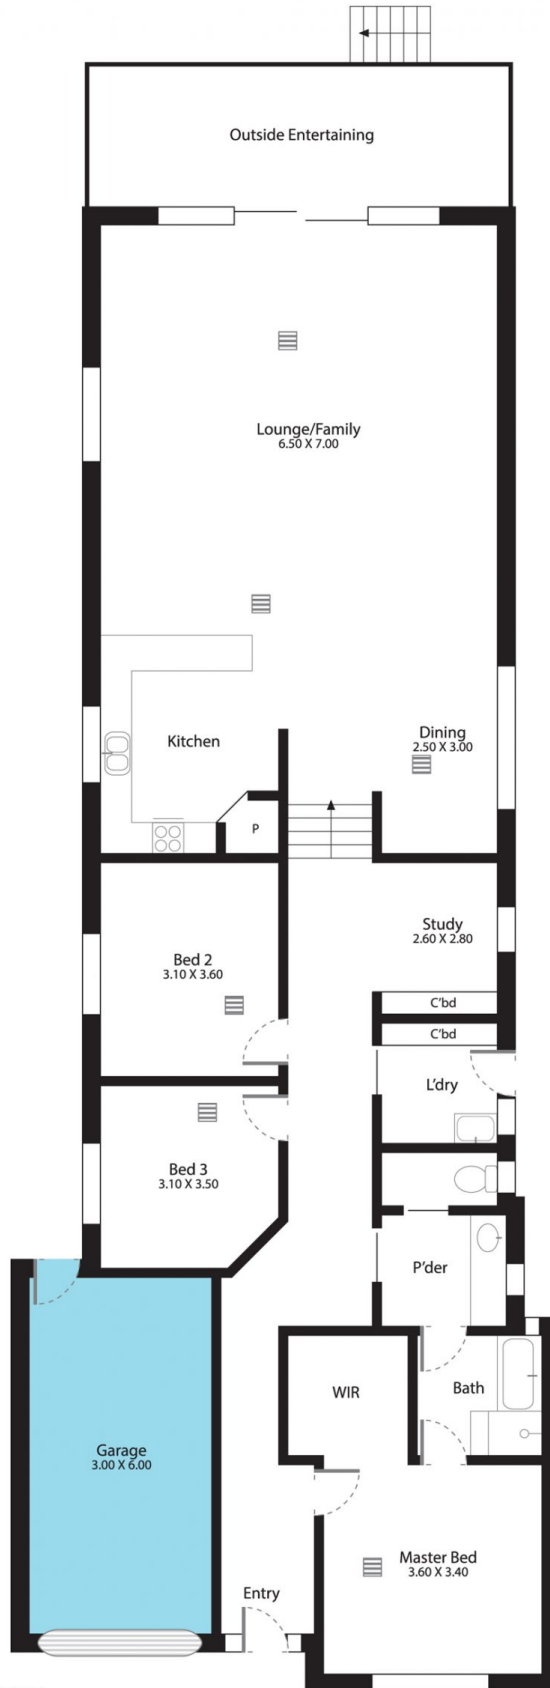 Outside Entertaining
Lounge/Family
6.50 X 7.00
Kitchen
Dining
2.50 X 3.00
P
Study
2.60 X 2.80
Bed 2
3.10 X 3.60
C'bd
C'bd
L'dry
Bed 3
3.10 X 3.50
P'der
WIR
Bath
Garage
3.00 X 6.00
Master Bed
3.60 X 3.40
Entry